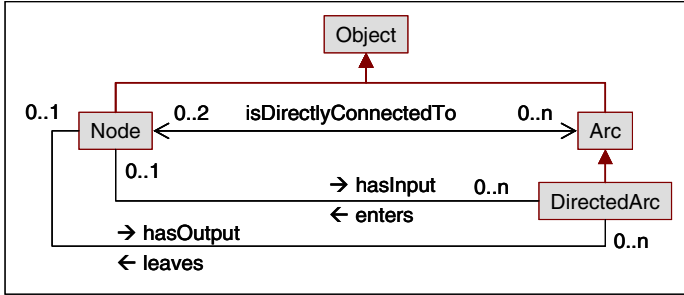 Object
0..1 0..2 isDirectlyConnectedTo 0..n
Node Arc
0..1 → hasInput 0..n
DirectedArc
← enters
→ hasOutput 0..n
← leaves